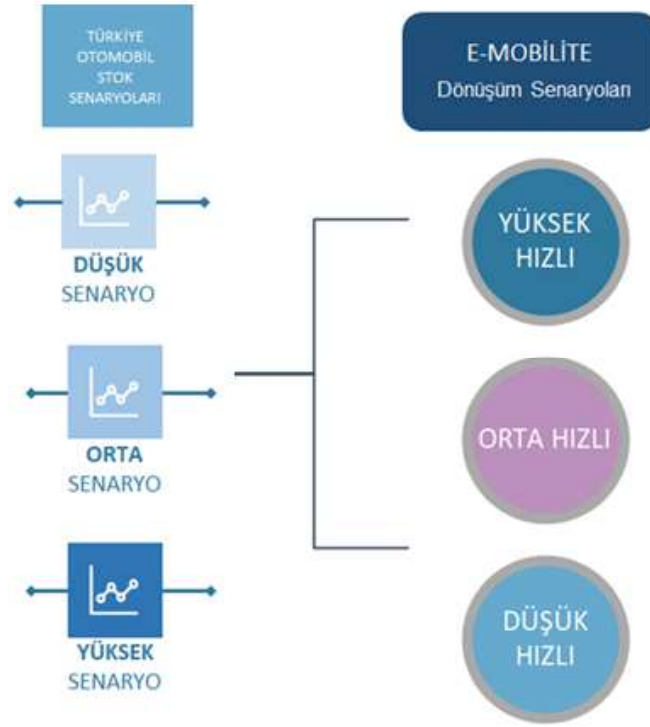 TÜRKİYE
OTOMOBİL
STOK
SENARYOLARI
DÜŞÜK
SENARYO
ORTA
SENARYO
YÜKSEK
SENARYO
E-MOBİLİTE
Dönüşüm Senaryoları
YÜKSEK
HIZLI
ORTA HIZLI
DÜŞÜK
HIZLI